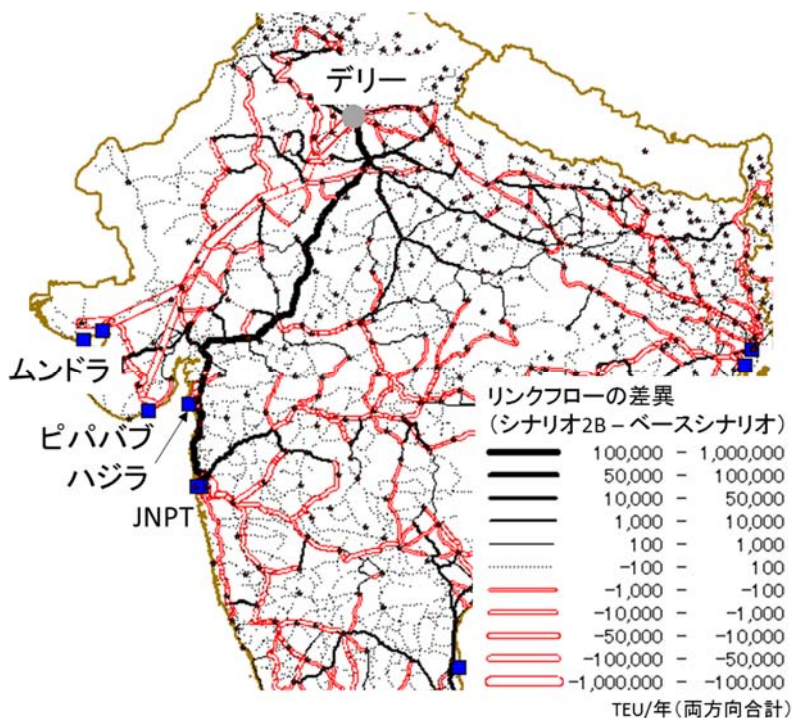 デリー
ムンドラ
ピパバブ
ハジラ
JNPT
リンクフローの差異
(シナリオ2B – ベースシナリオ)
100,000 – 1,000,000
50,000 – 100,000
10,000 – 50,000
1,000 – 10,000
100 – 1,000
-100 – 100
-1,000 – -100
-10,000 – -1,000
-50,000 – -10,000
-100,000 – -50,000
-1,000,000 – -100,000
TEU/年(両方向合計)